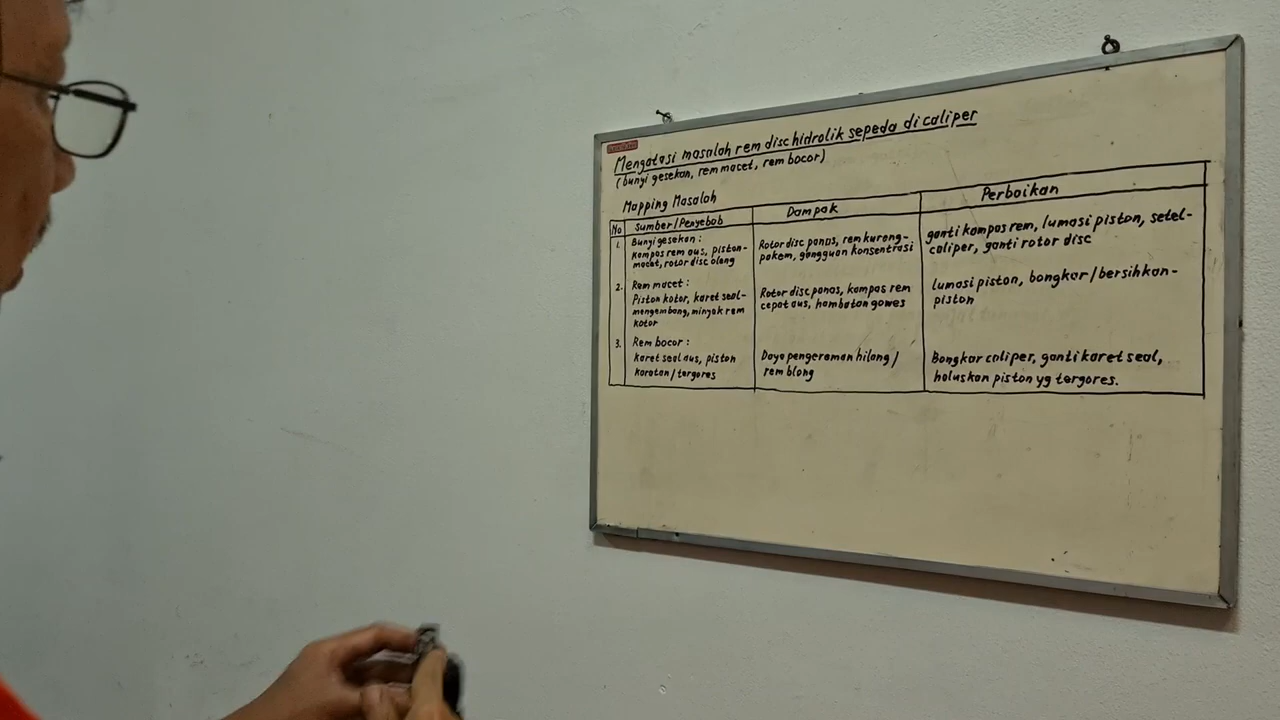 Mengatasi masalah rem disc hidrolik sepeda di caliper
(bunyi gesekan, rem macet, rem bocor)
Mapping Masalah
No Sumber/Penyebab Dampak Perbaikan
1. Bunyi gesekan :
kampas rem aus, piston-
macet, rotor disc olang
Rotor disc panas, rem kurang-
pakem, gangguan konsentrasi
ganti kampas rem, lumasi piston, setel-
caliper, ganti rotor disc
2. Rem macet :
Piston kotor, karet seal-
mengembang, minyak rem
kotor
Rotor disc panas, kampas rem
cepat aus, hambatan gowes
lumasi piston, bongkar/bersihkan-
piston
3. Rem bocor :
karet seal aus, piston
karatan/tergores
Daya pengereman hilang/
rem blong
Bongkar caliper, ganti karet seal,
haluskan piston yg tergores.